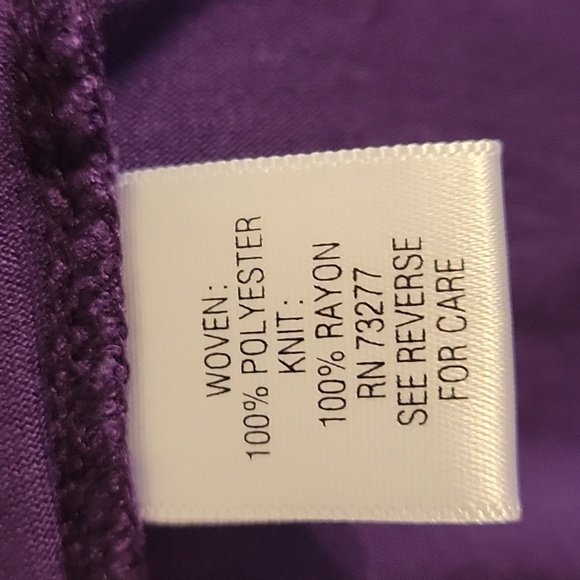 WOVEN:
100% POLYESTER
KNIT:
100% RAYON
RN 73277
SEE REVERSE
FOR CARE